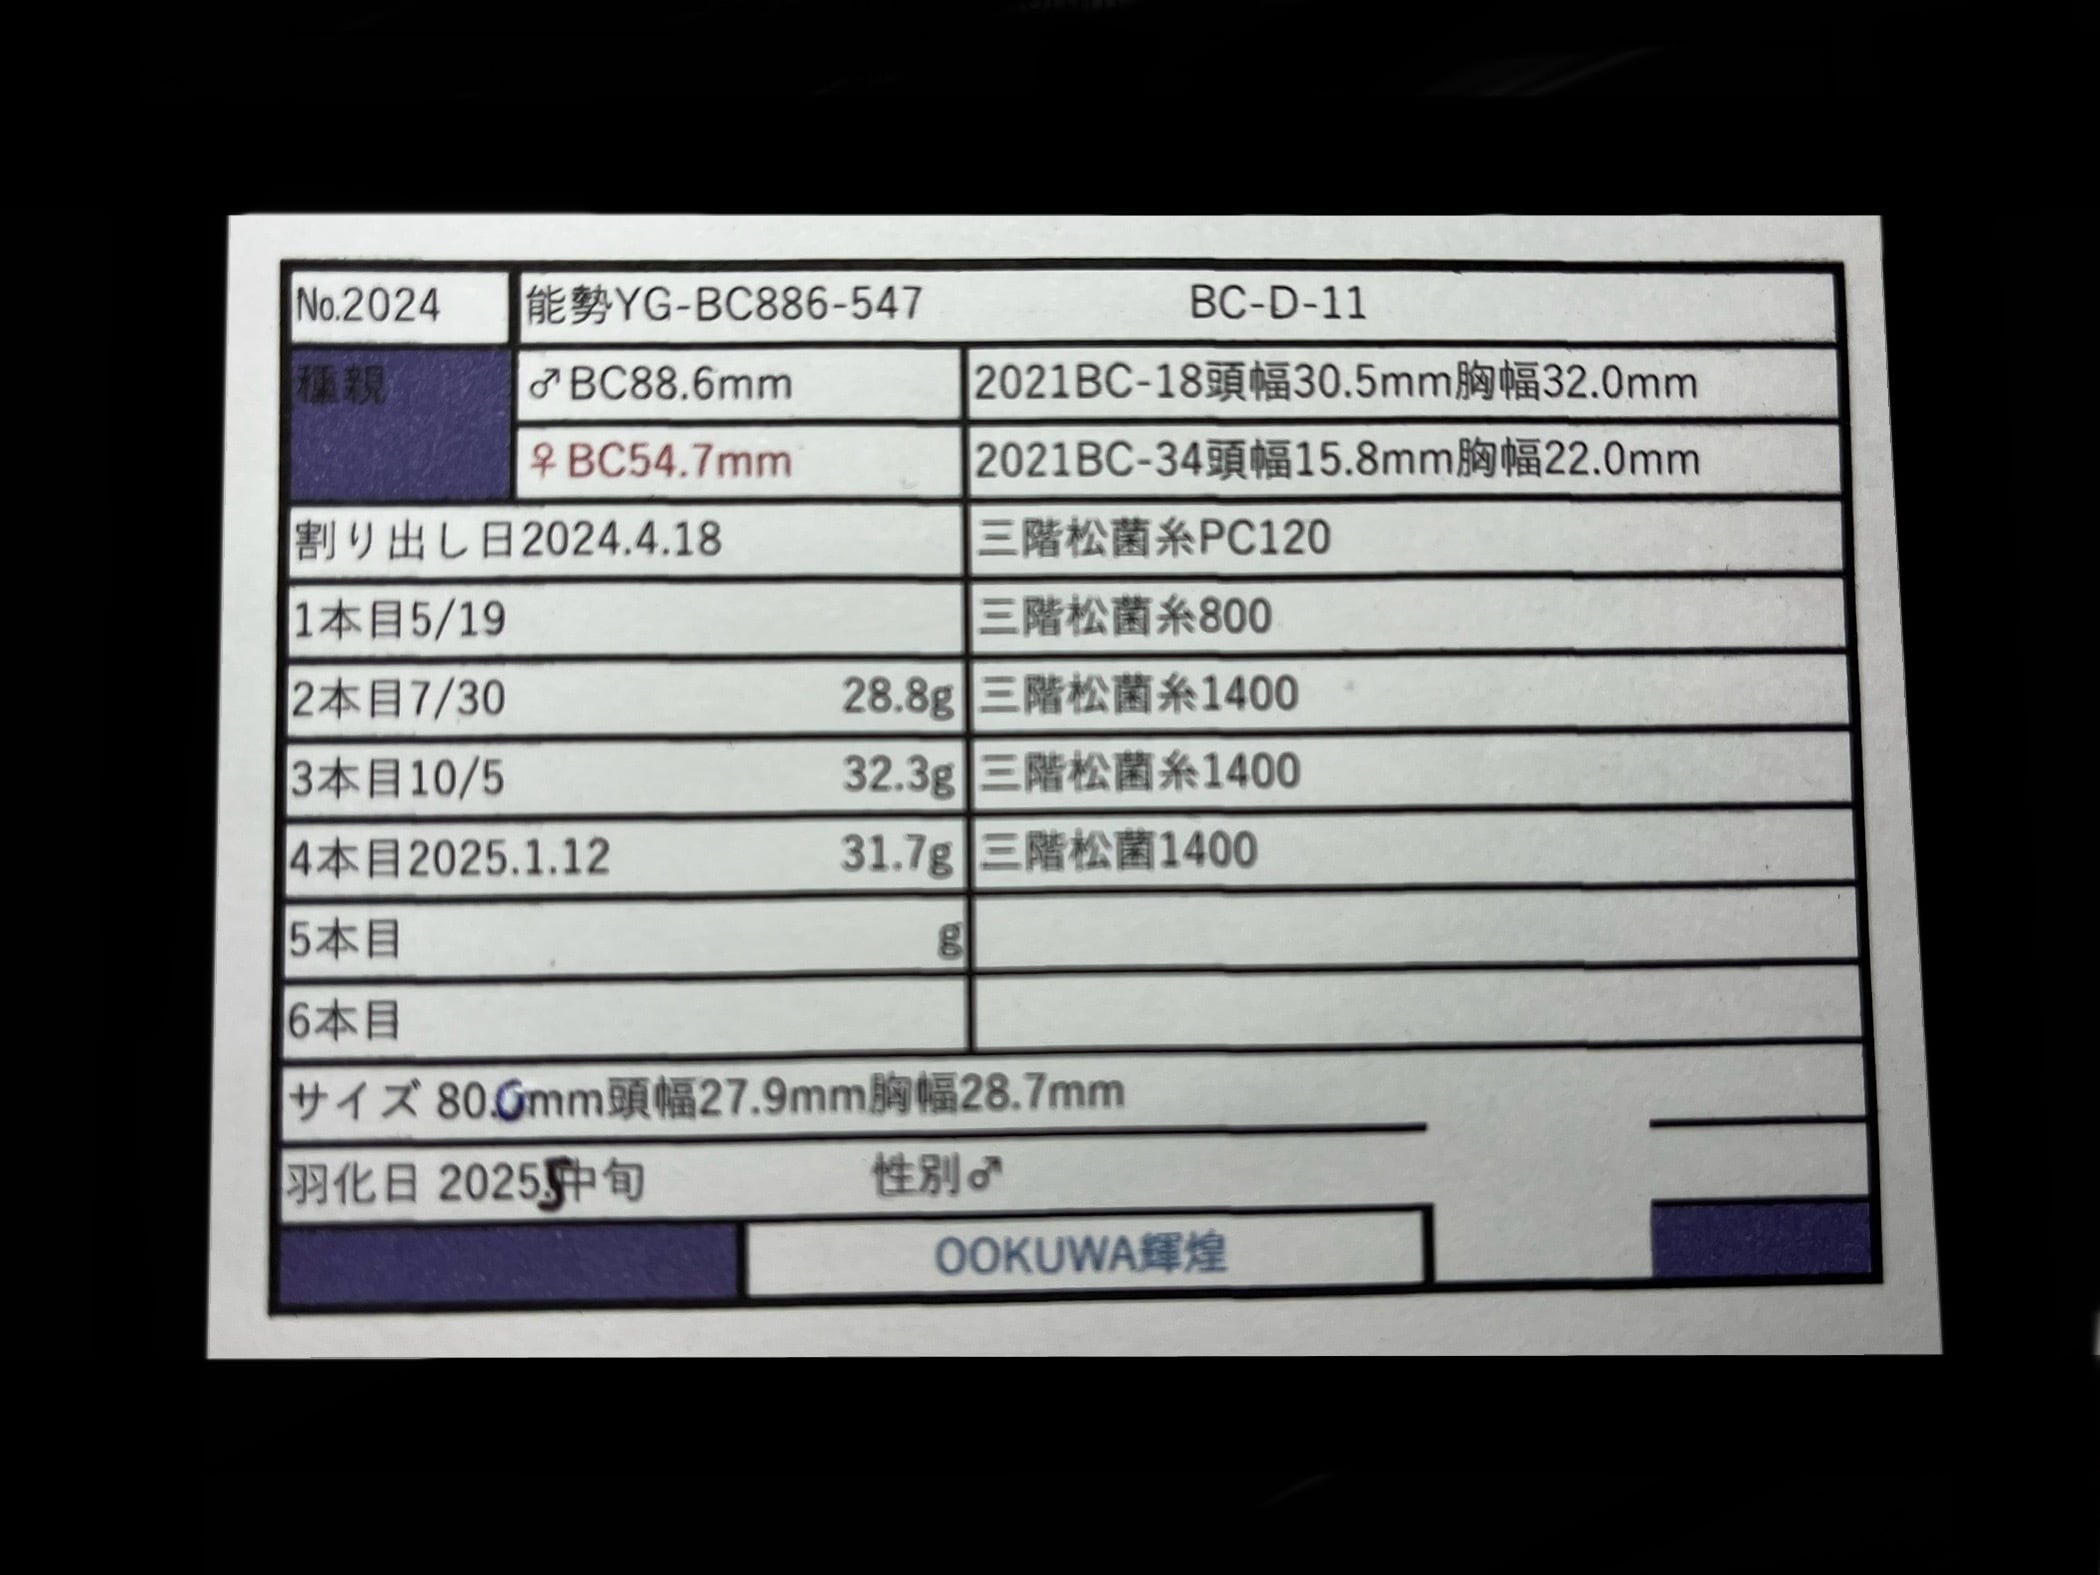 №2024 能勢YG-BC886-547 BC-D-11
種親 ♂BC88.6mm 2021BC-18頭幅30.5mm胸幅32.0mm
♀BC54.7mm 2021BC-34頭幅15.8mm胸幅22.0mm
割り出し日2024.4.18 三階松菌糸PC120
1本目5/19 三階松菌糸800
2本目7/30 28.8g 三階松菌糸1400
3本目10/5 32.3g 三階松菌糸1400
4本目2025.1.12 31.7g 三階松菌1400
5本目 g
6本目
サイズ 80.0mm頭幅27.9mm胸幅28.7mm
羽化日 2025.5中旬 性別♂
OOKUWA輝煌